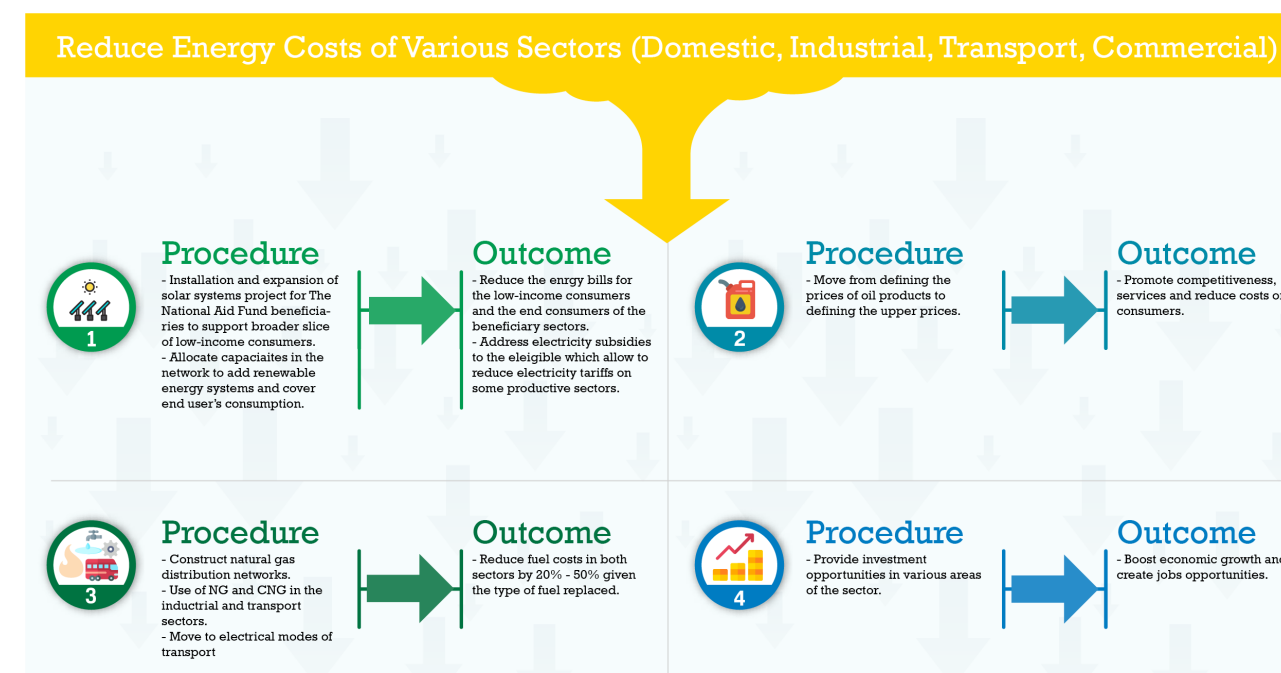 Reduce Energy Costs of Various Sectors (Domestic, Industrial, Transport, Commercial)
Procedure
- Installation and expansion of
solar systems project for The
National Aid Fund beneficia-
ries to support broader slice
of low-income consumers.
- Allocate capaciaites in the
network to add renewable
energy systems and cover
end user's consumption.
Outcome
- Reduce the enrgy bills for
the low-income consumers
and the end consumers of the
beneficiary sectors.
- Address electricity subsidies
to the eleigible which allow to
reduce electricity tariffs on
some productive sectors.
1
Procedure
- Move from defining the
prices of oil products to
defining the upper prices.
Outcome
- Promote competitiveness,
services and reduce costs
consumers.
2
Procedure
- Construct natural gas
distribution networks.
- Use of NG and CNG in the
inductrial and transport
sectors.
- Move to electrical modes of
transport
Outcome
- Reduce fuel costs in both
sectors by 20% - 50% given
the type of fuel replaced.
3
Procedure
- Provide investment
opportunities in various areas
of the sector.
Outcome
- Boost economic growth and
create jobs opportunities.
4